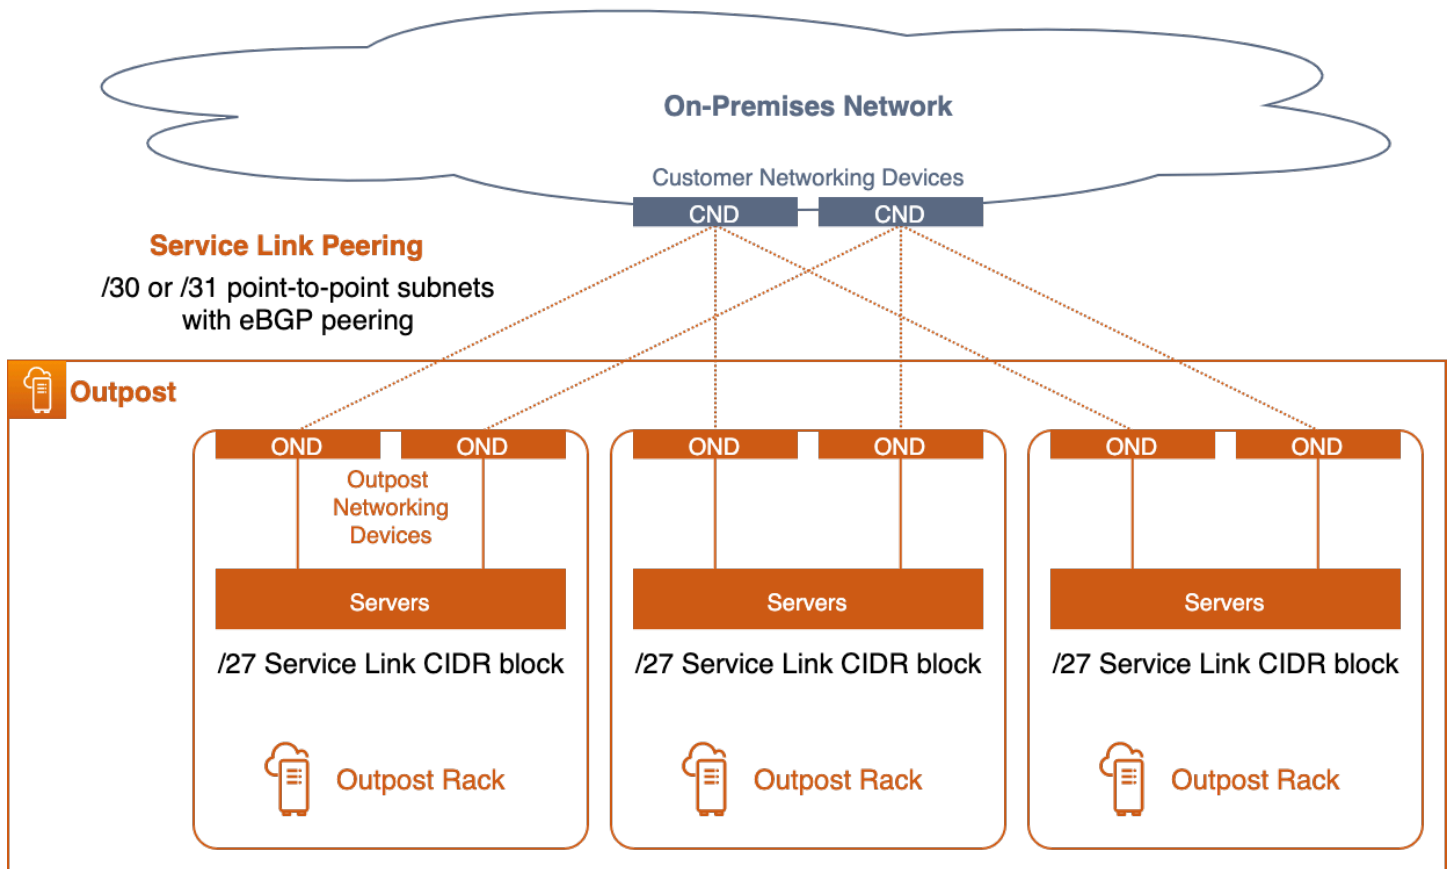 On-Premises Network
Customer Networking Devices
CND
CND
Service Link Peering
/30 or /31 point-to-point subnets
with eBGP peering
Outpost
OND
OND
OND
OND
OND
OND
Outpost
Networking
Devices
Servers
Servers
Servers
/27 Service Link CIDR block
/27 Service Link CIDR block
/27 Service Link CIDR block
Outpost Rack
Outpost Rack
Outpost Rack